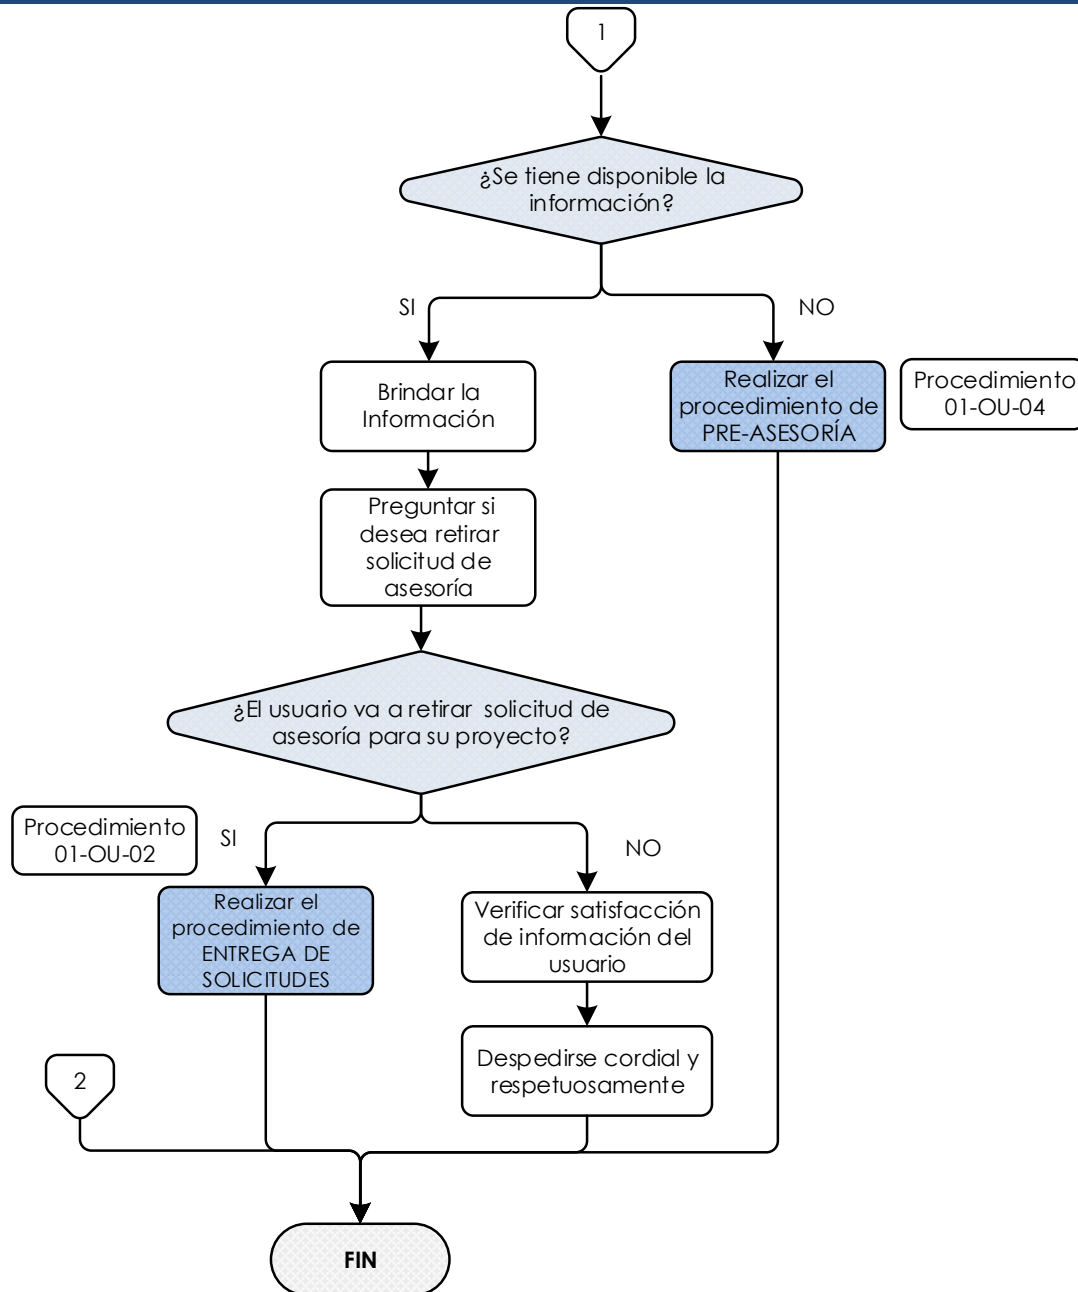 1
¿Se tiene disponible la
información?
SI
NO
Brindar la
Información
Realizar el
procedimiento de
PRE-ASESORÍA
Procedimiento
01-OU-04
Preguntar si
desea retirar
solicitud de
asesoría
¿El usuario va a retirar solicitud de
asesoría para su proyecto?
Procedimiento
01-OU-02
SI
NO
Realizar el
procedimiento de
ENTREGA DE
SOLICITUDES
Verificar satisfacción
de información del
usuario
Despedirse cordial y
respetuosamente
2
FIN